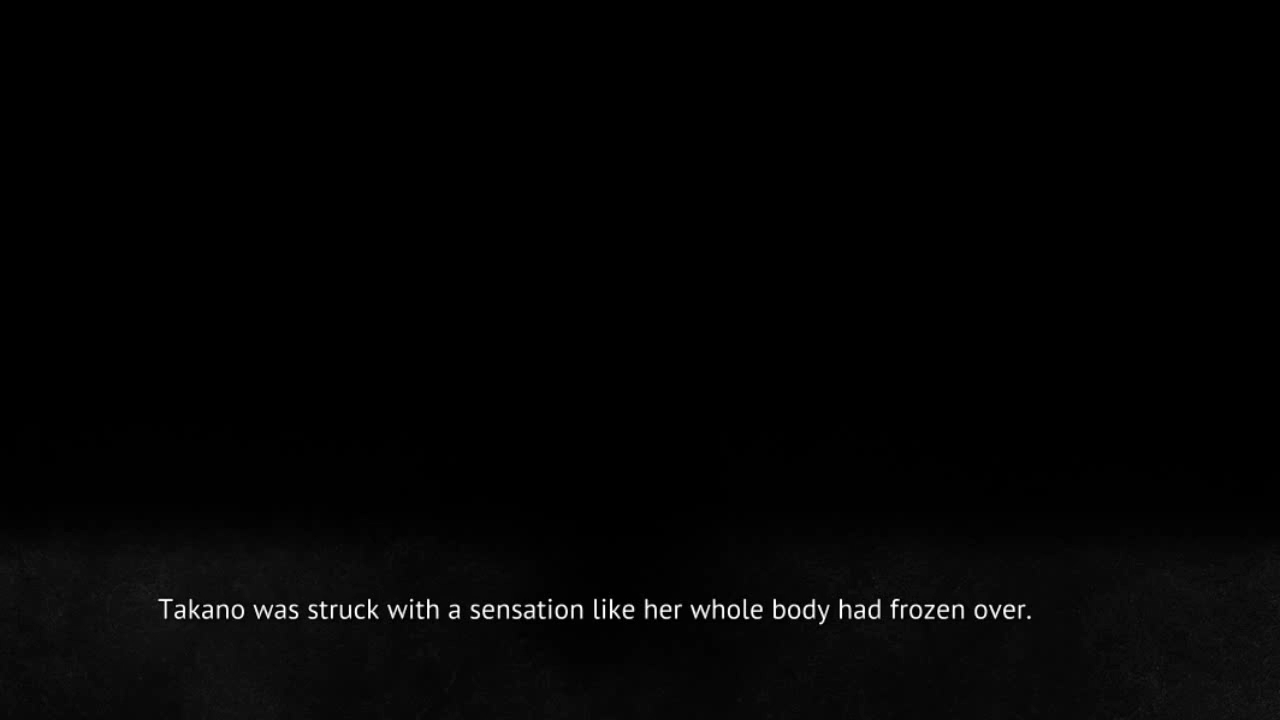 Takano was struck with a sensation like her whole body had frozen over.